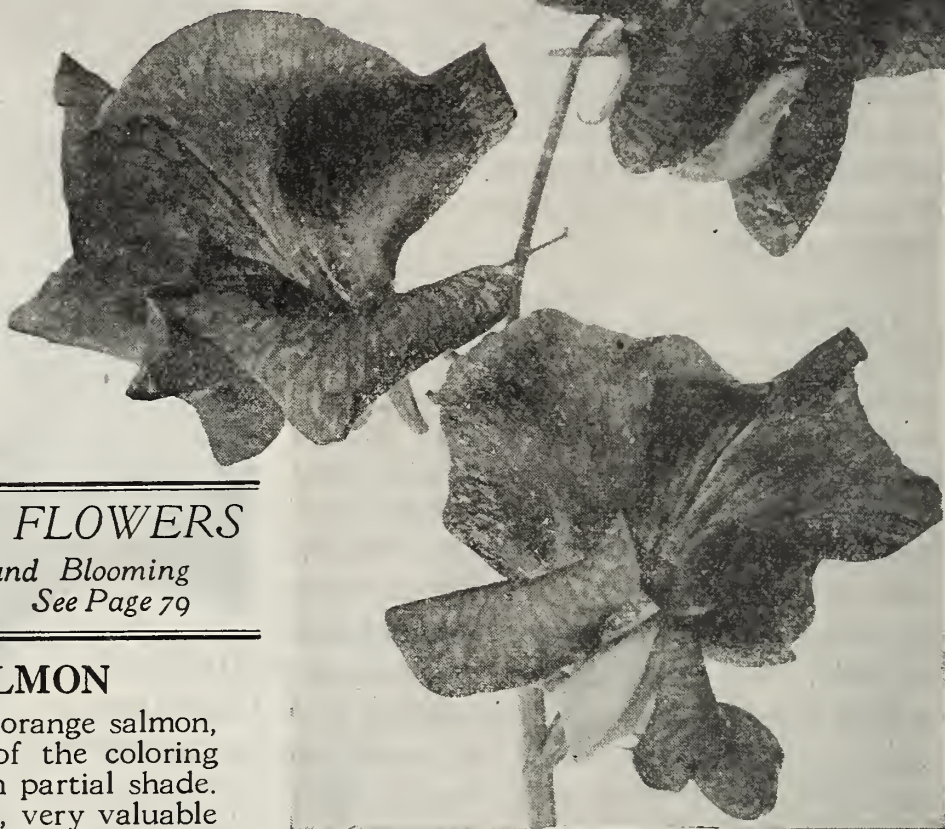 FLOWERS
and Blooming
See Page 79
LMON
orange salmon,
of the coloring
n partial shade.
, very valuable